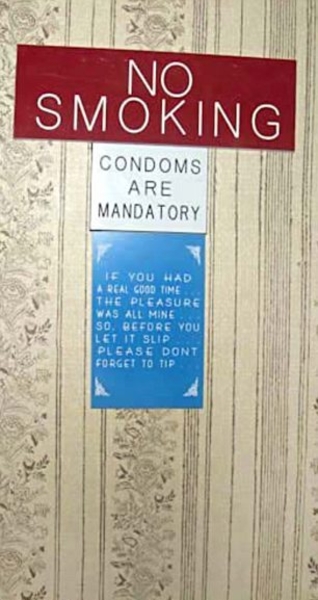 NO
SMOKING
CONDOMS
ARE
MANDATORY
IF YOU HAD
A REAL GOOD TIME...
THE PLEASURE
WAS ALL MINE...
SO, BEFORE YOU
LET IT SLIP....
PLEASE DONT
FORGET TO TIP